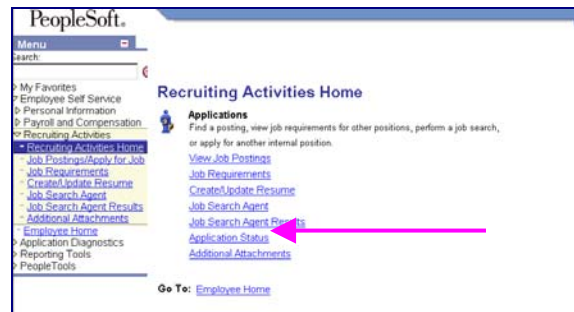 PeopleSoft.
Menu
Search:
My Favorites
Employee Self Service
Personal Information
Payroll and Compensation
Recruiting Activities
Recruiting Activities Home
Job Postings/Apply for Job
Job Requirements
Create/Update Resume
Job Search Agent
Job Search Agent Results
Additional Attachments
Employee Home
Application Diagnostics
Reporting Tools
PeopleTools
Recruiting Activities Home
Applications
Find a posting, view job requirements for other positions, perform a job search,
or apply for another internal position.
View Job Postings
Job Requirements
Create/Update Resume
Job Search Agent
Job Search Agent Results
Application Status
Additional Attachments
Go To: Employee Home